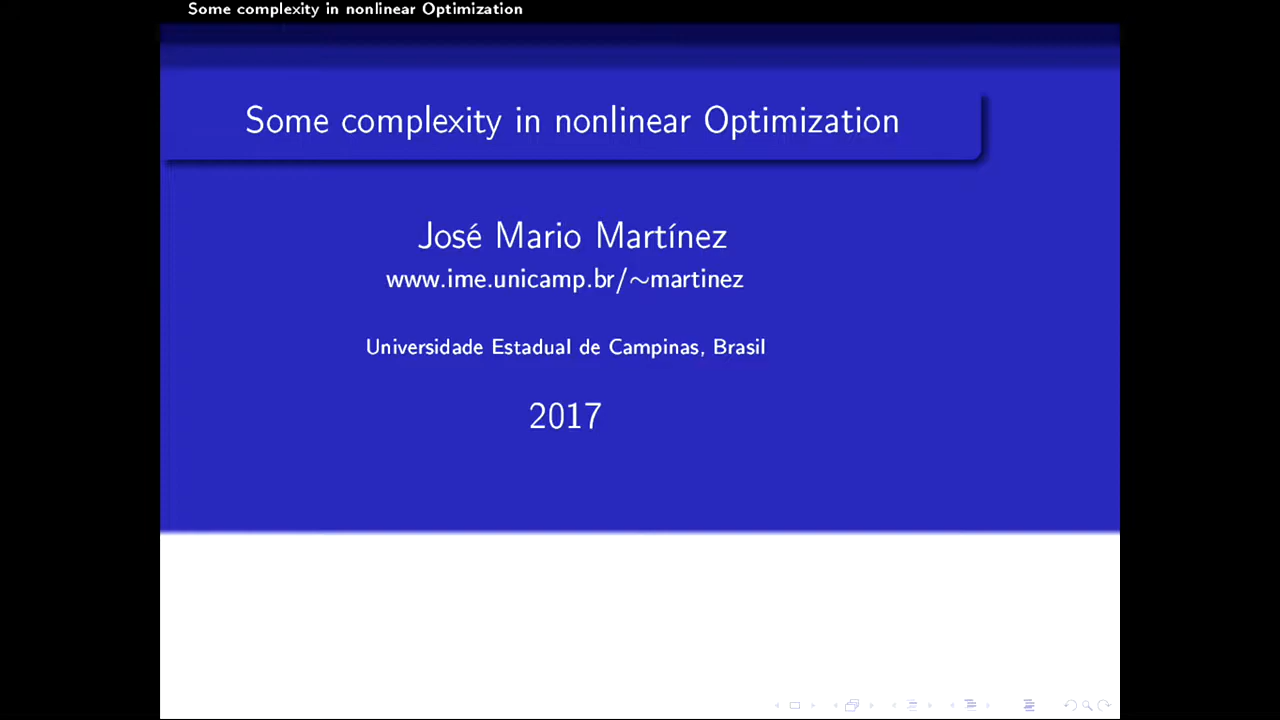 Some complexity in nonlinear Optimization
Some complexity in nonlinear Optimization
José Mario Martínez
www.ime.unicamp.br/∼martinez
Universidade Estadual de Campinas, Brasil
2017